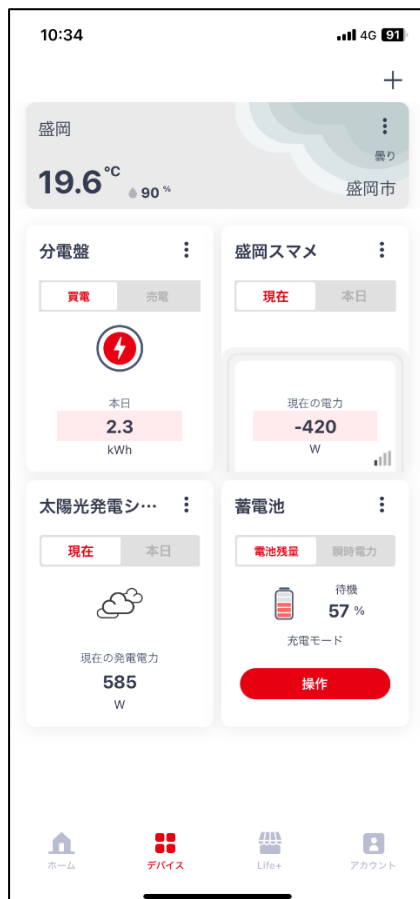 10:34
4G 91
+
盛岡
曇り
19.6℃
90 %
盛岡市
分電盤
買電 売電
本日
2.3
kWh
盛岡スマメ
現在 本日
現在の電力
-420
W
太陽光発電シ…
現在 本日
現在の発電電力
585
W
蓄電池
電池残量 瞬時電力
待機
57 %
充電モード
操作
ホーム
デバイス
Life+
アカウント